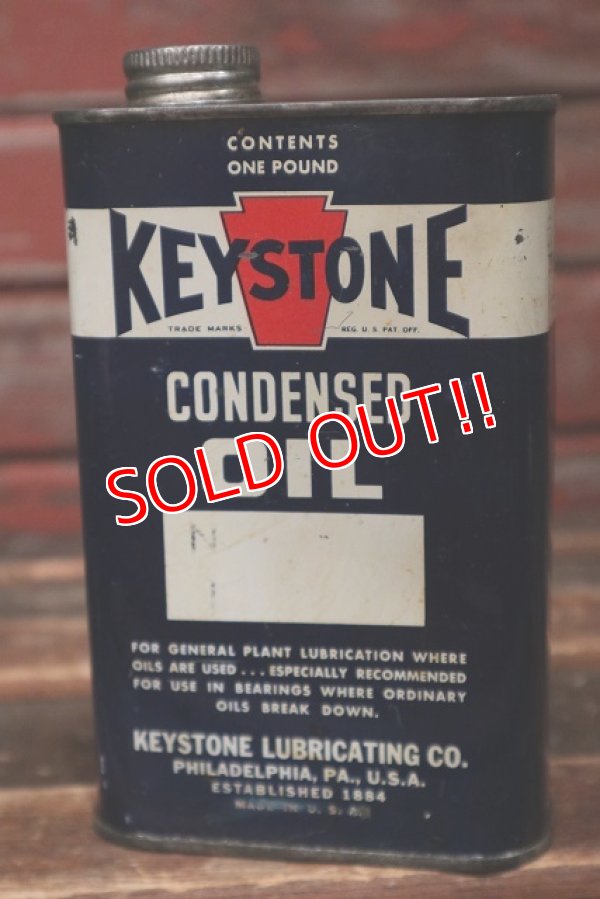 CONTENTS
ONE POUND
KEYSTONE
TRADE MARKS REG. U.S. PAT. OFF.
CONDENSED
OIL
SOLD OUT!!
N
FOR GENERAL PLANT LUBRICATION WHERE
OILS ARE USED... ESPECIALLY RECOMMENDED
FOR USE IN BEARINGS WHERE ORDINARY
OILS BREAK DOWN.
KEYSTONE LUBRICATING CO.
PHILADELPHIA, PA., U.S.A.
ESTABLISHED 1884
MADE IN U.S.A.